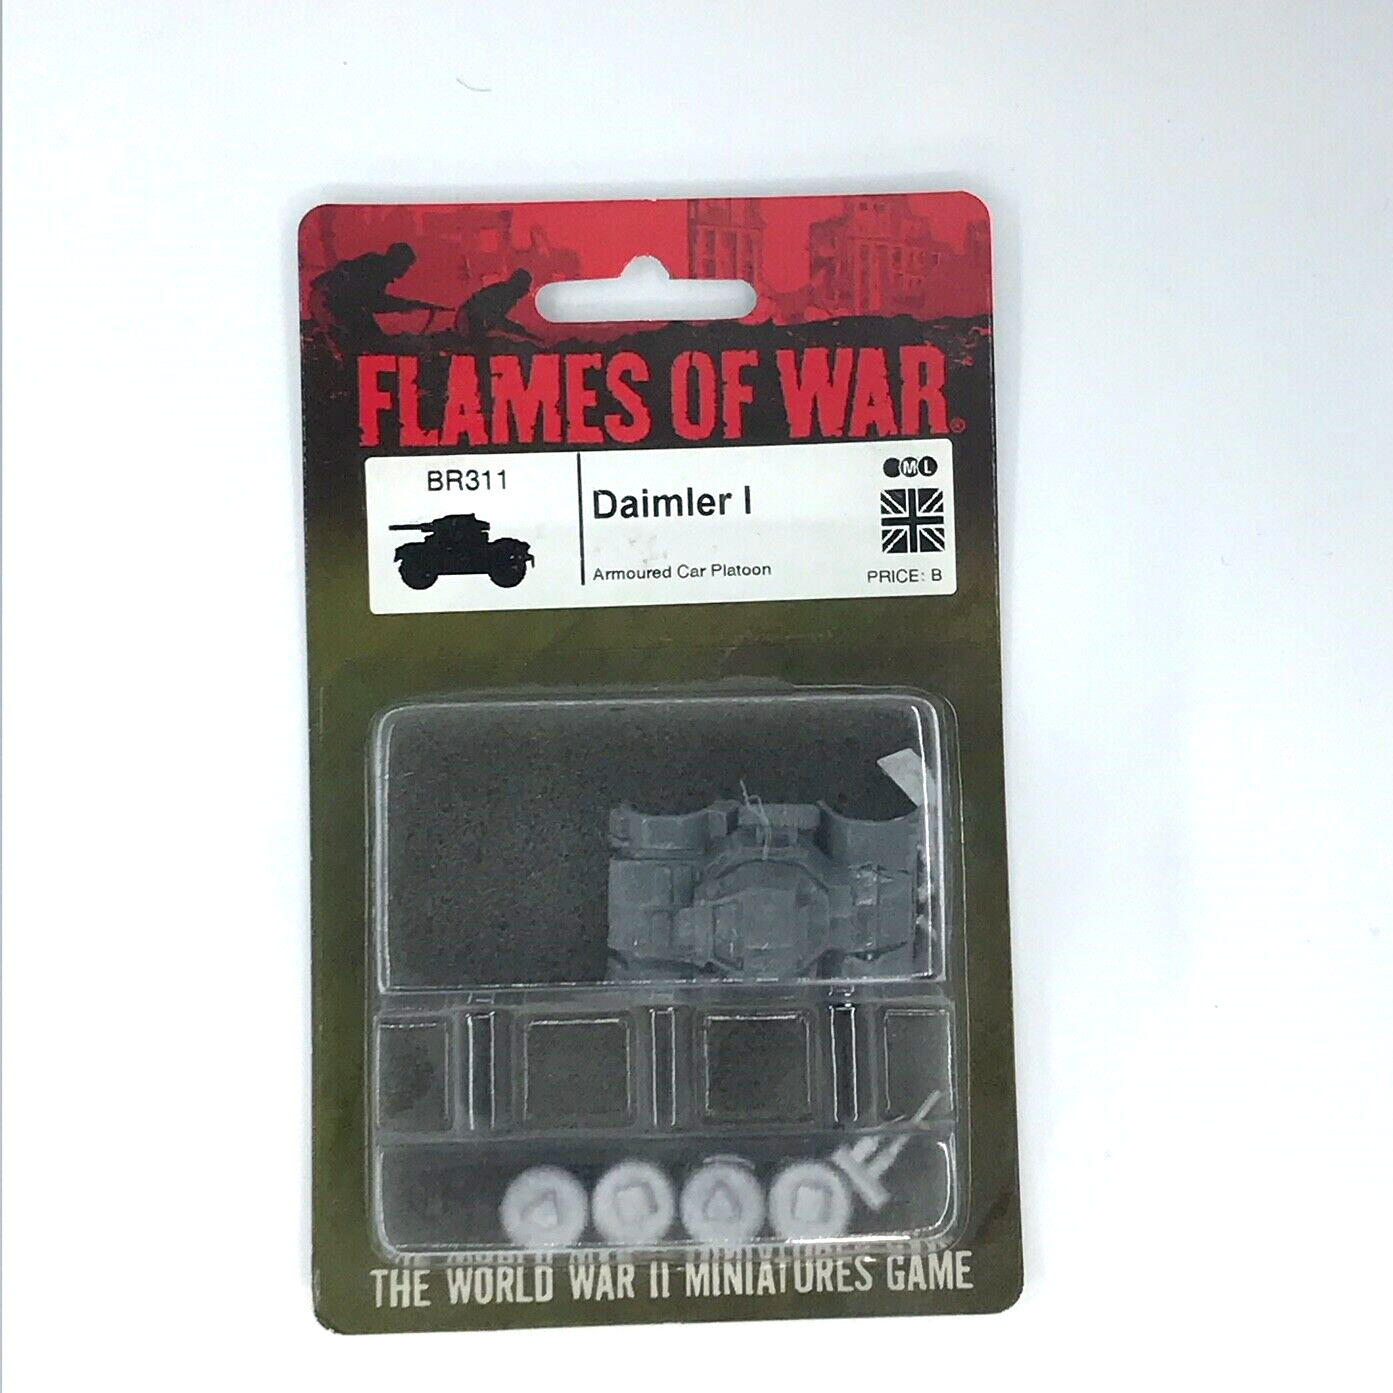 FLAMES OF WAR®
BR311
Daimler I
M L
Armoured Car Platoon
PRICE: B
THE WORLD WAR II MINIATURES GAME